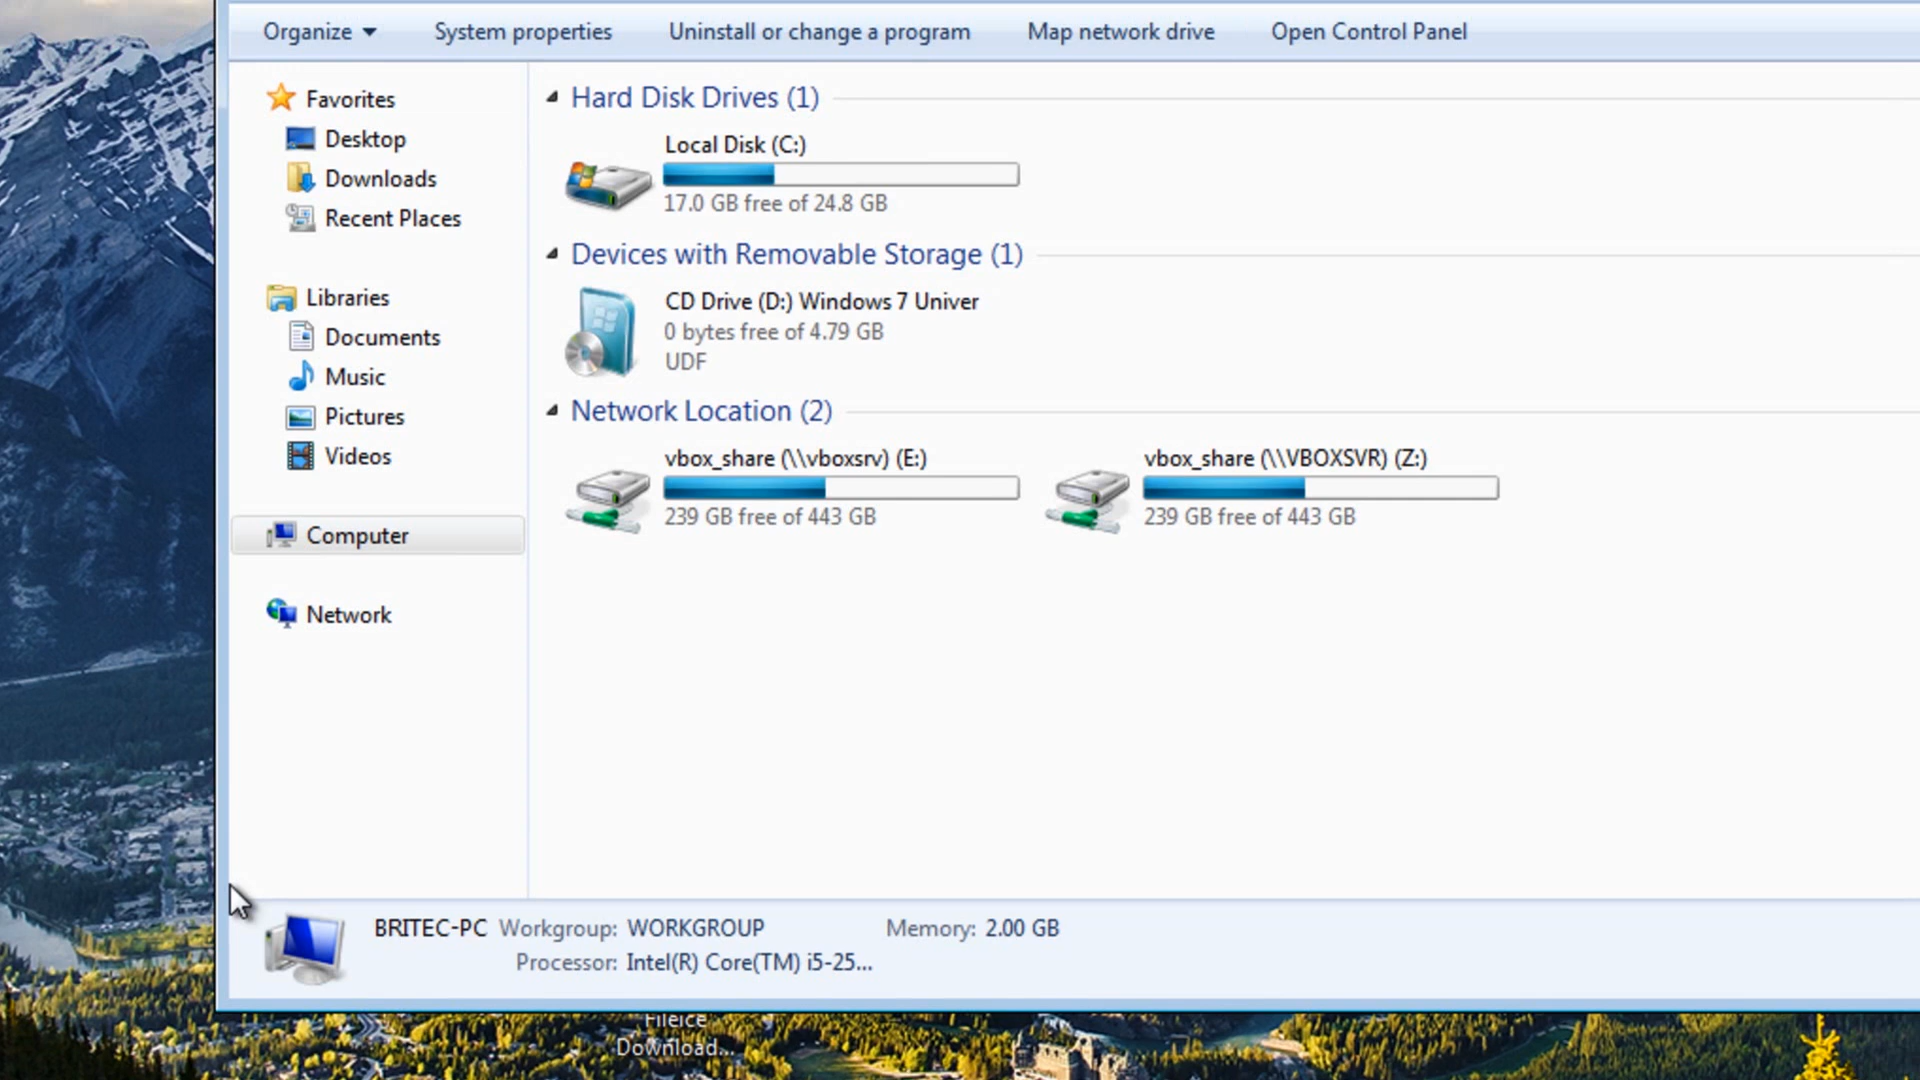 Organize
System properties
Uninstall or change a program
Map network drive
Open Control Panel
Favorites
Desktop
Downloads
Recent Places
Libraries
Documents
Music
Pictures
Videos
Computer
Network
Hard Disk Drives (1)
Local Disk (C:)
17.0 GB free of 24.8 GB
Devices with Removable Storage (1)
CD Drive (D:) Windows 7 Univer
0 bytes free of 4.79 GB
UDF
Network Location (2)
vbox_share (\\vboxsrv) (E:)
239 GB free of 443 GB
vbox_share (\\VBOXSVR) (Z:)
239 GB free of 443 GB
BRITEC-PC Workgroup: WORKGROUP Memory: 2.00 GB
Processor: Intel(R) Core(TM) i5-25...
Fileice
Download...